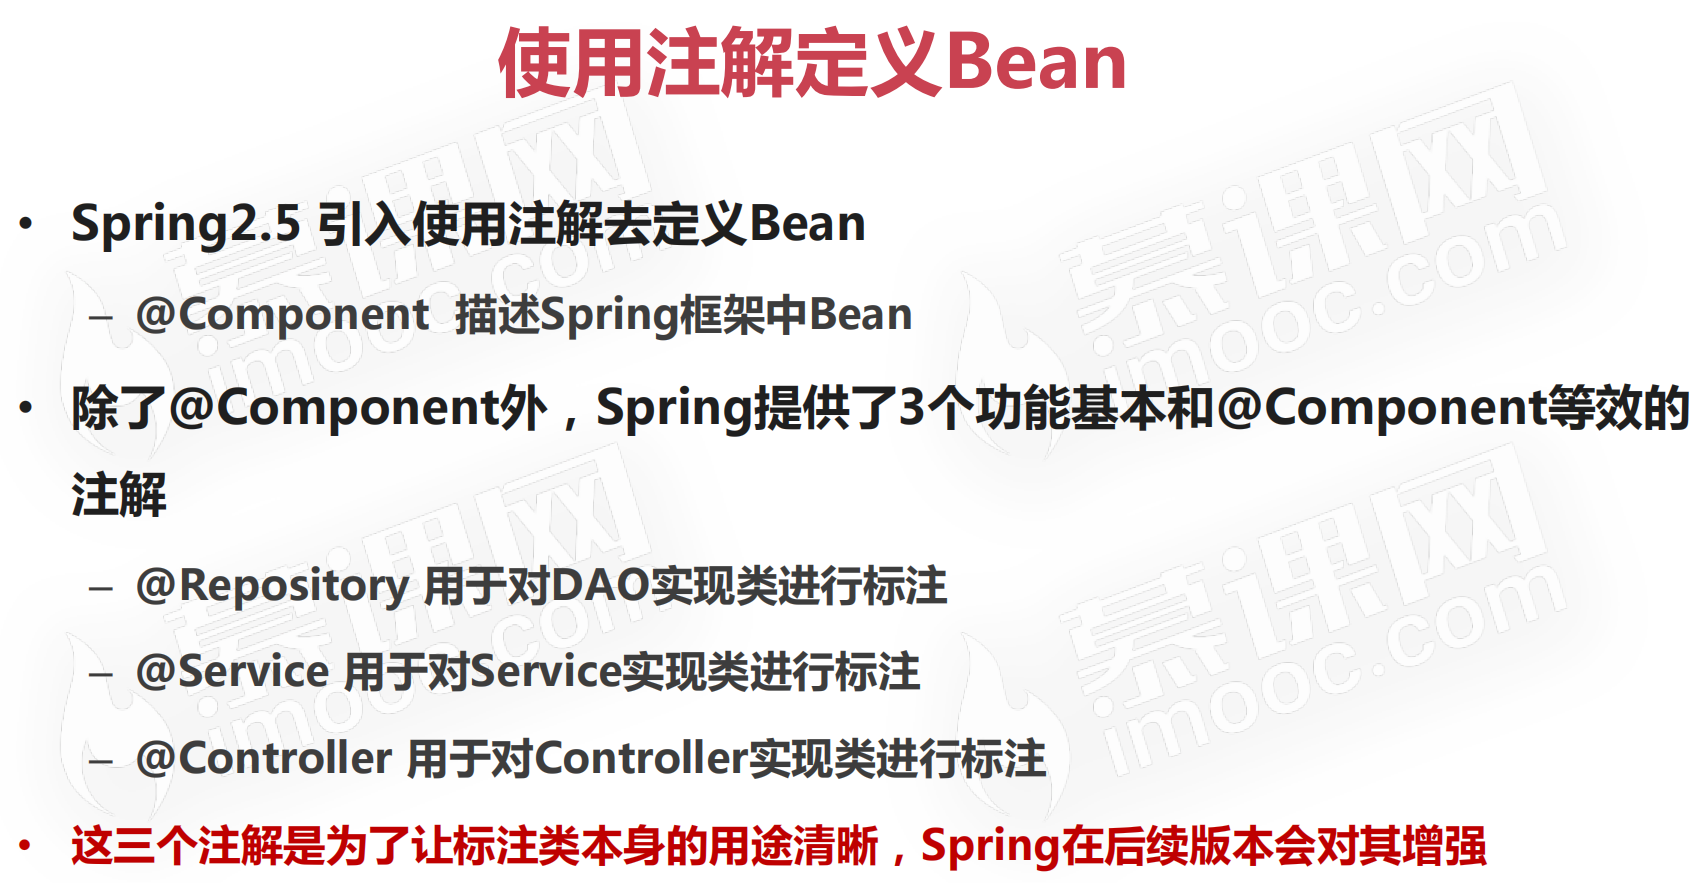 使用注解定义Bean
• Spring2.5 引入使用注解去定义Bean
– @Component 描述Spring框架中Bean
• 除了@Component外，Spring提供了3个功能基本和@Component等效的
注解
– @Repository 用于对DAO实现类进行标注
– @Service 用于对Service实现类进行标注
– @Controller 用于对Controller实现类进行标注
• 这三个注解是为了让标注类本身的用途清晰，Spring在后续版本会对其增强
慕课网
imooc.com
慕课网
imooc.com
慕课网
imooc.com
慕课网
imooc.com